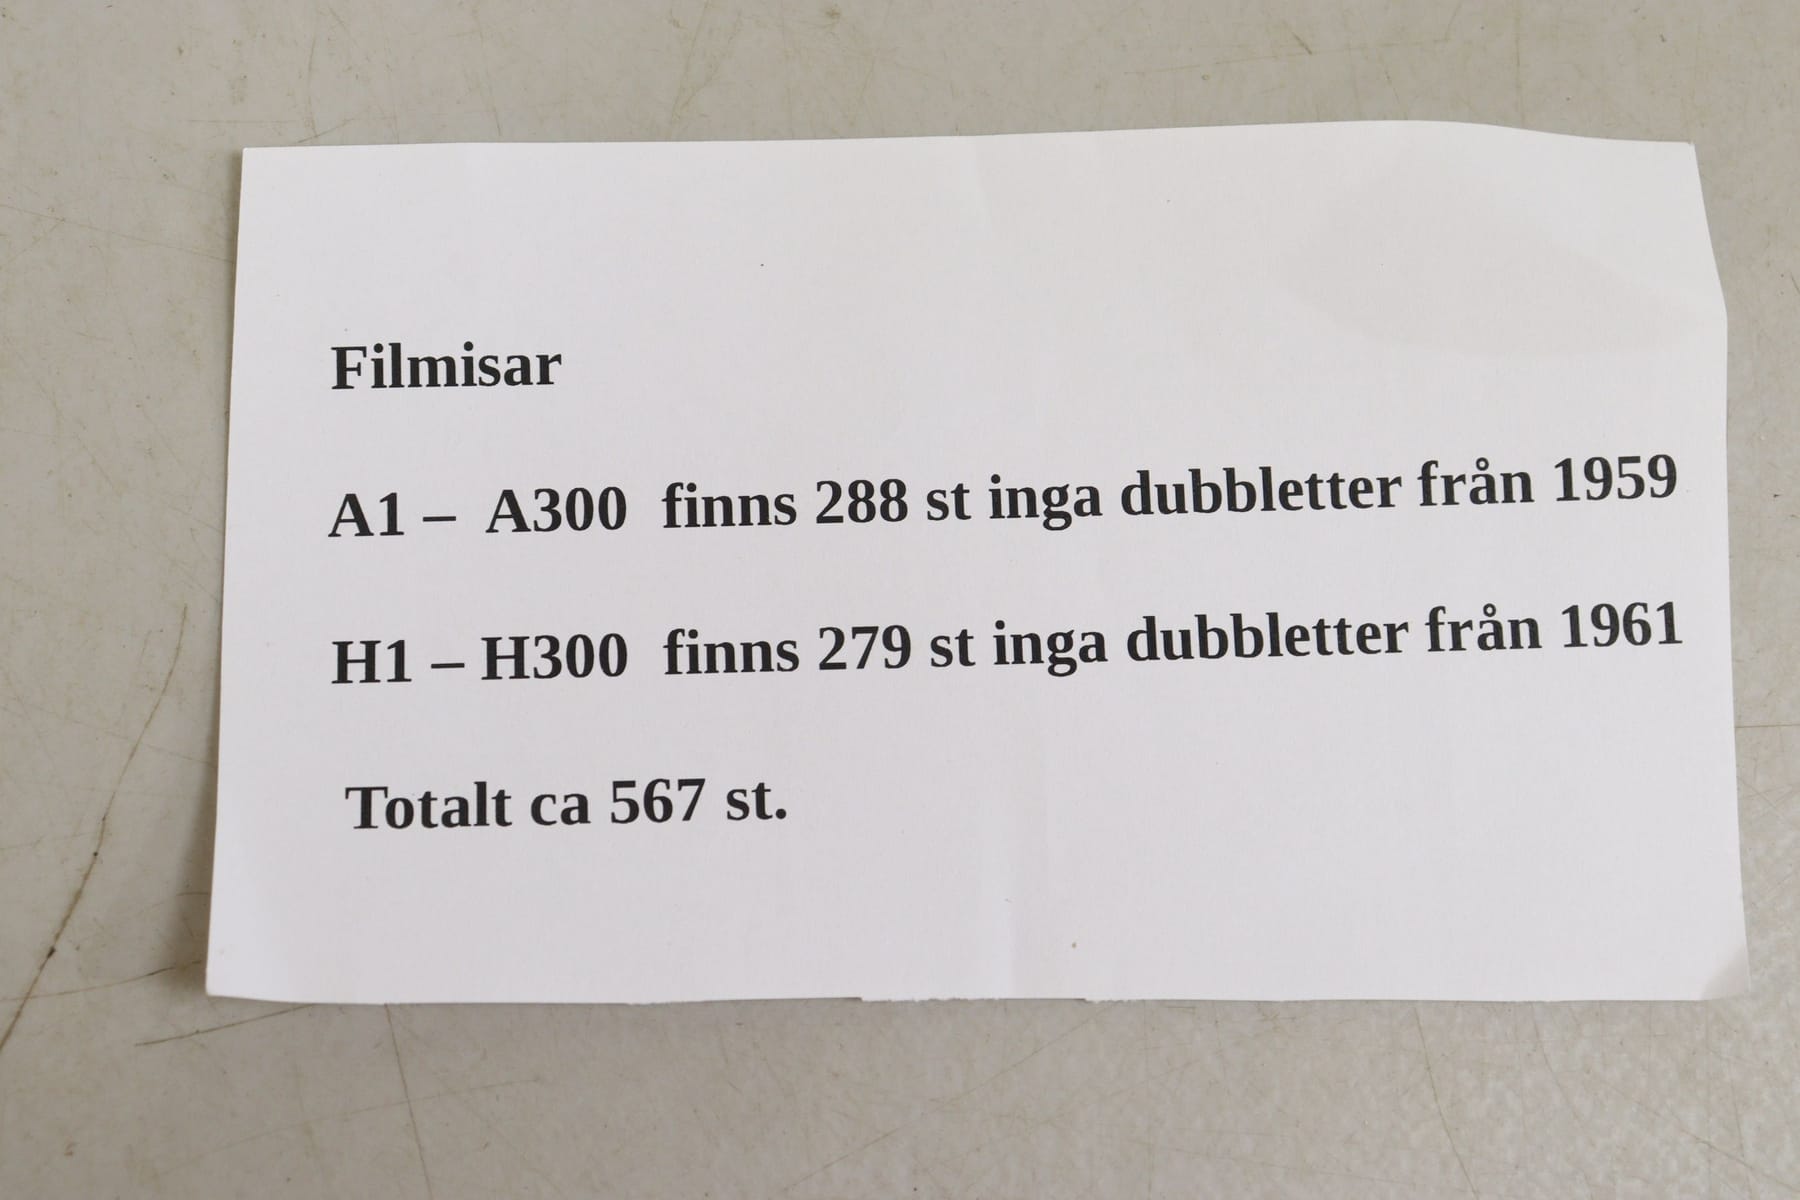 Filmisar
A1 – A300 finns 288 st inga dubbletter från 1959
H1 – H300 finns 279 st inga dubbletter från 1961
Totalt ca 567 st.